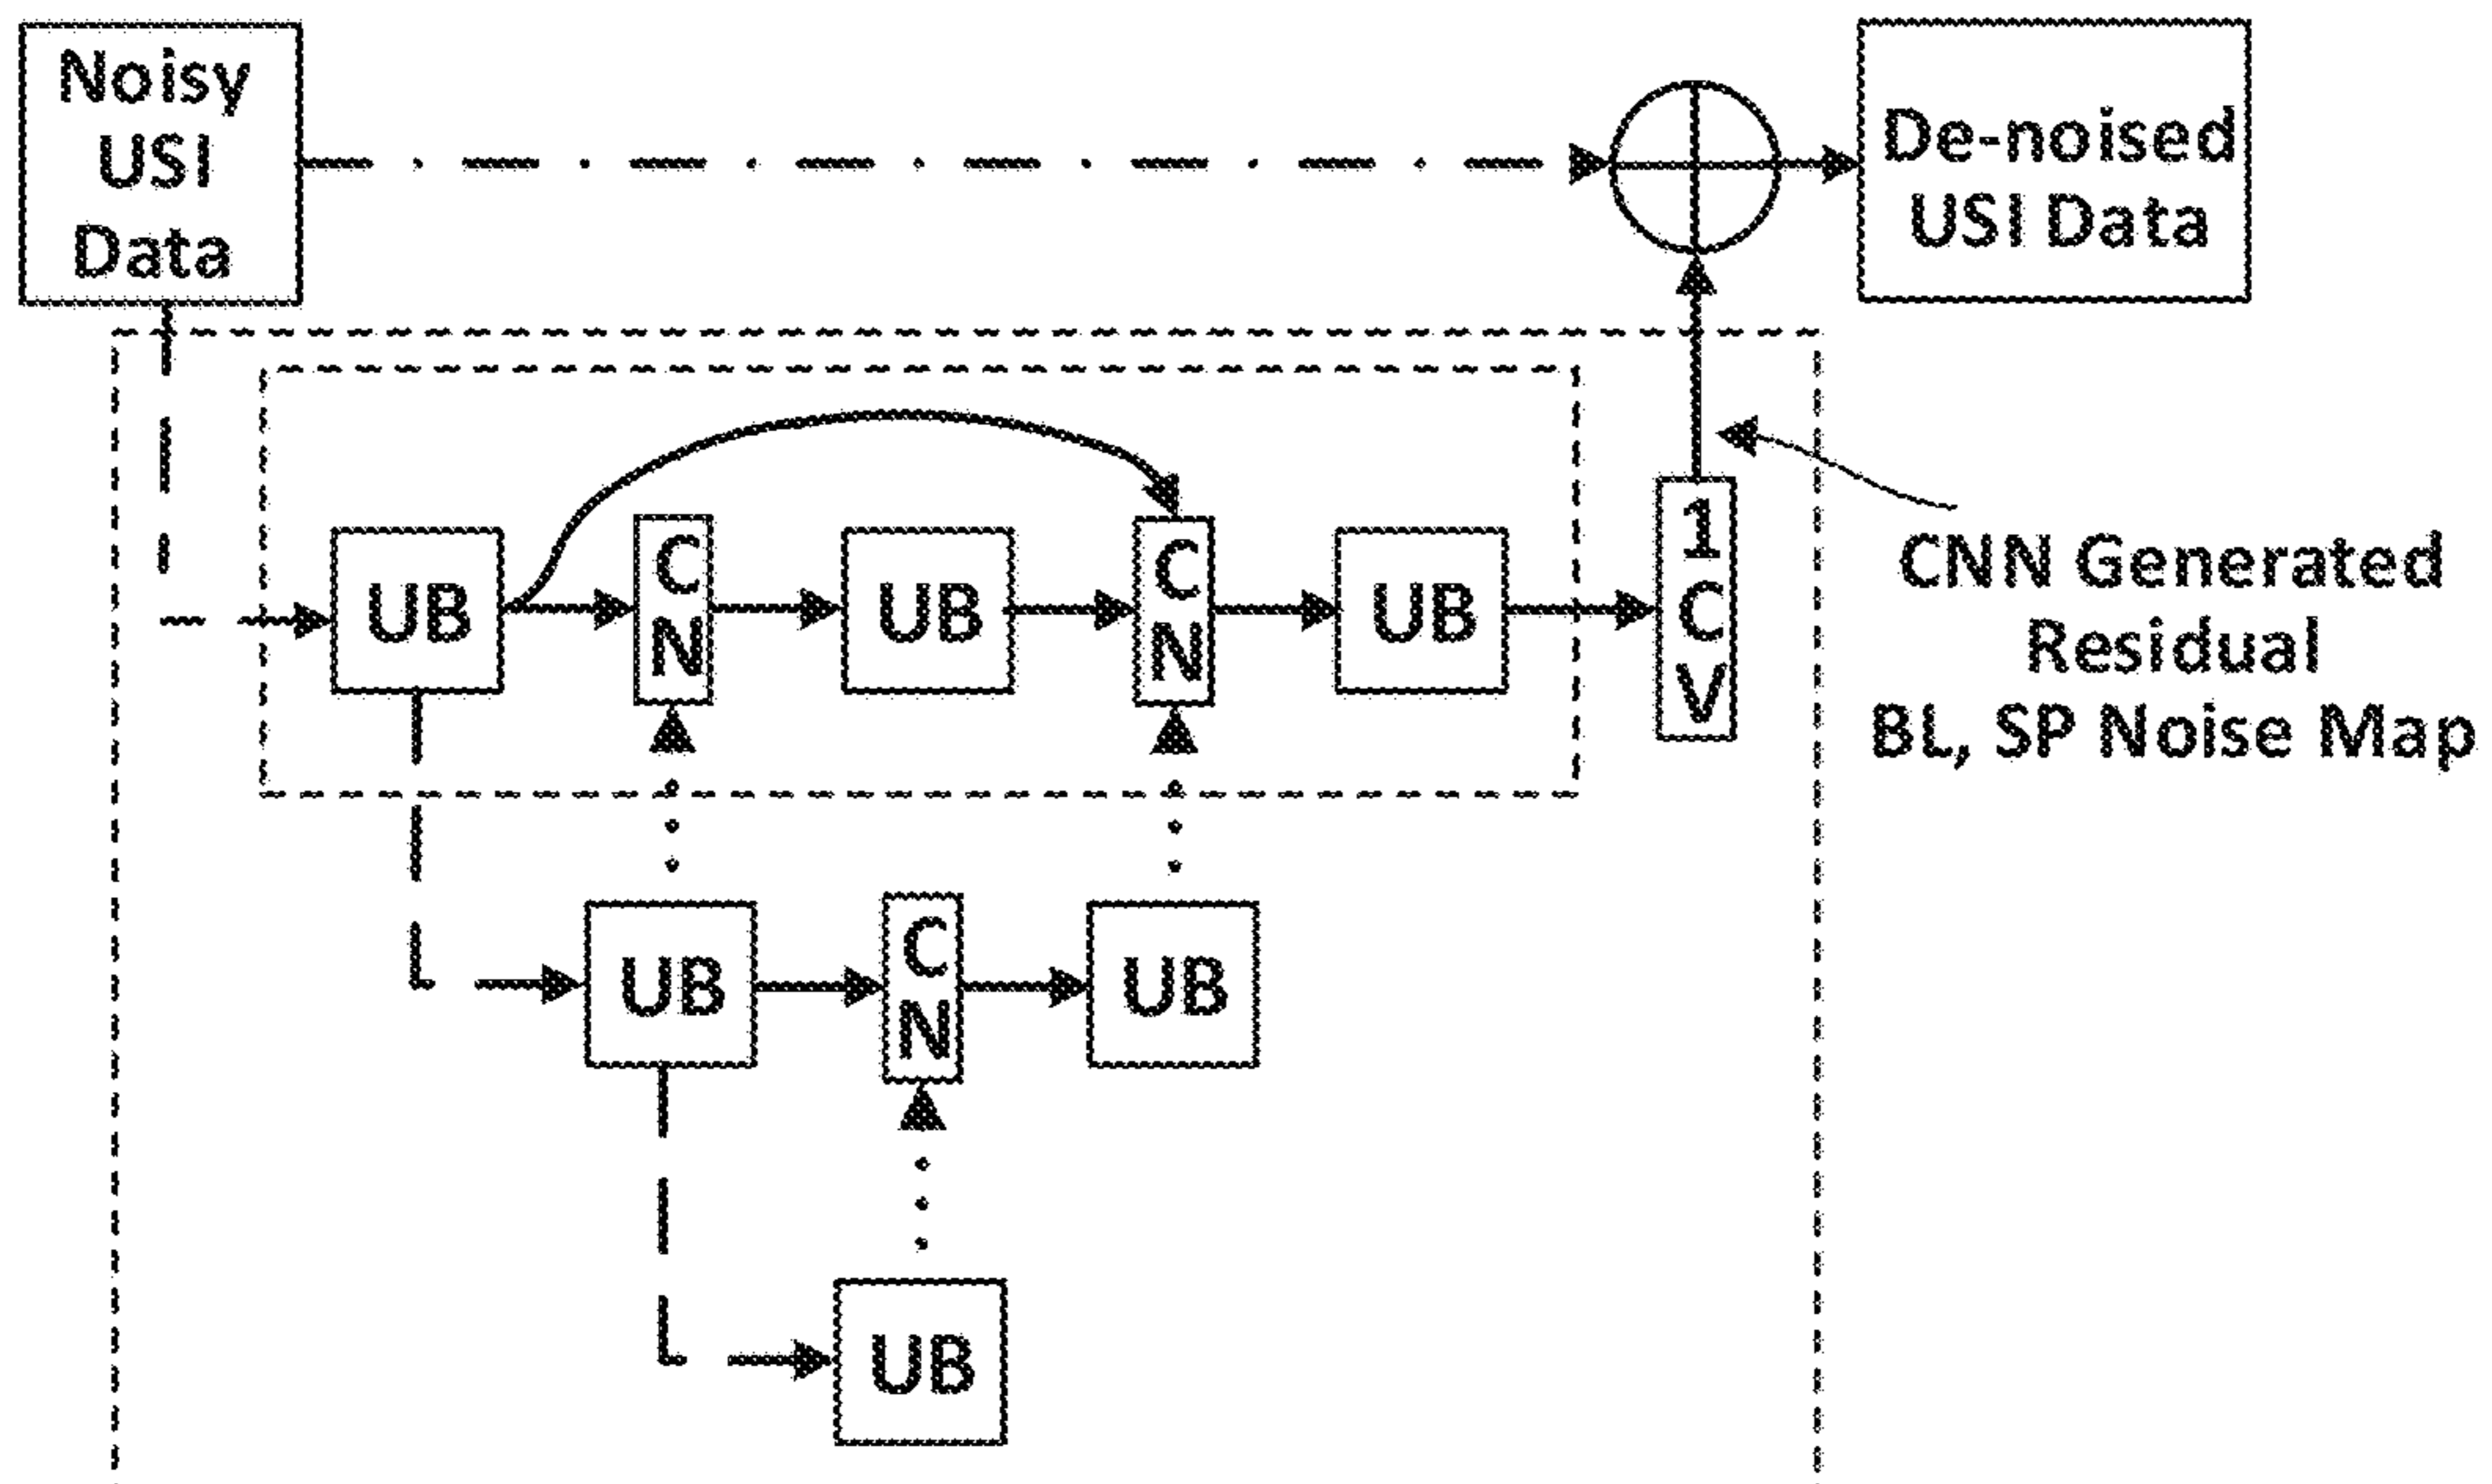 Noisy
USI
Data
De-noised
USI Data
UB
C
N
UB
C
N
UB
1
C
V
CNN Generated
Residual
BL, SP Noise Map
UB
C
N
UB
UB